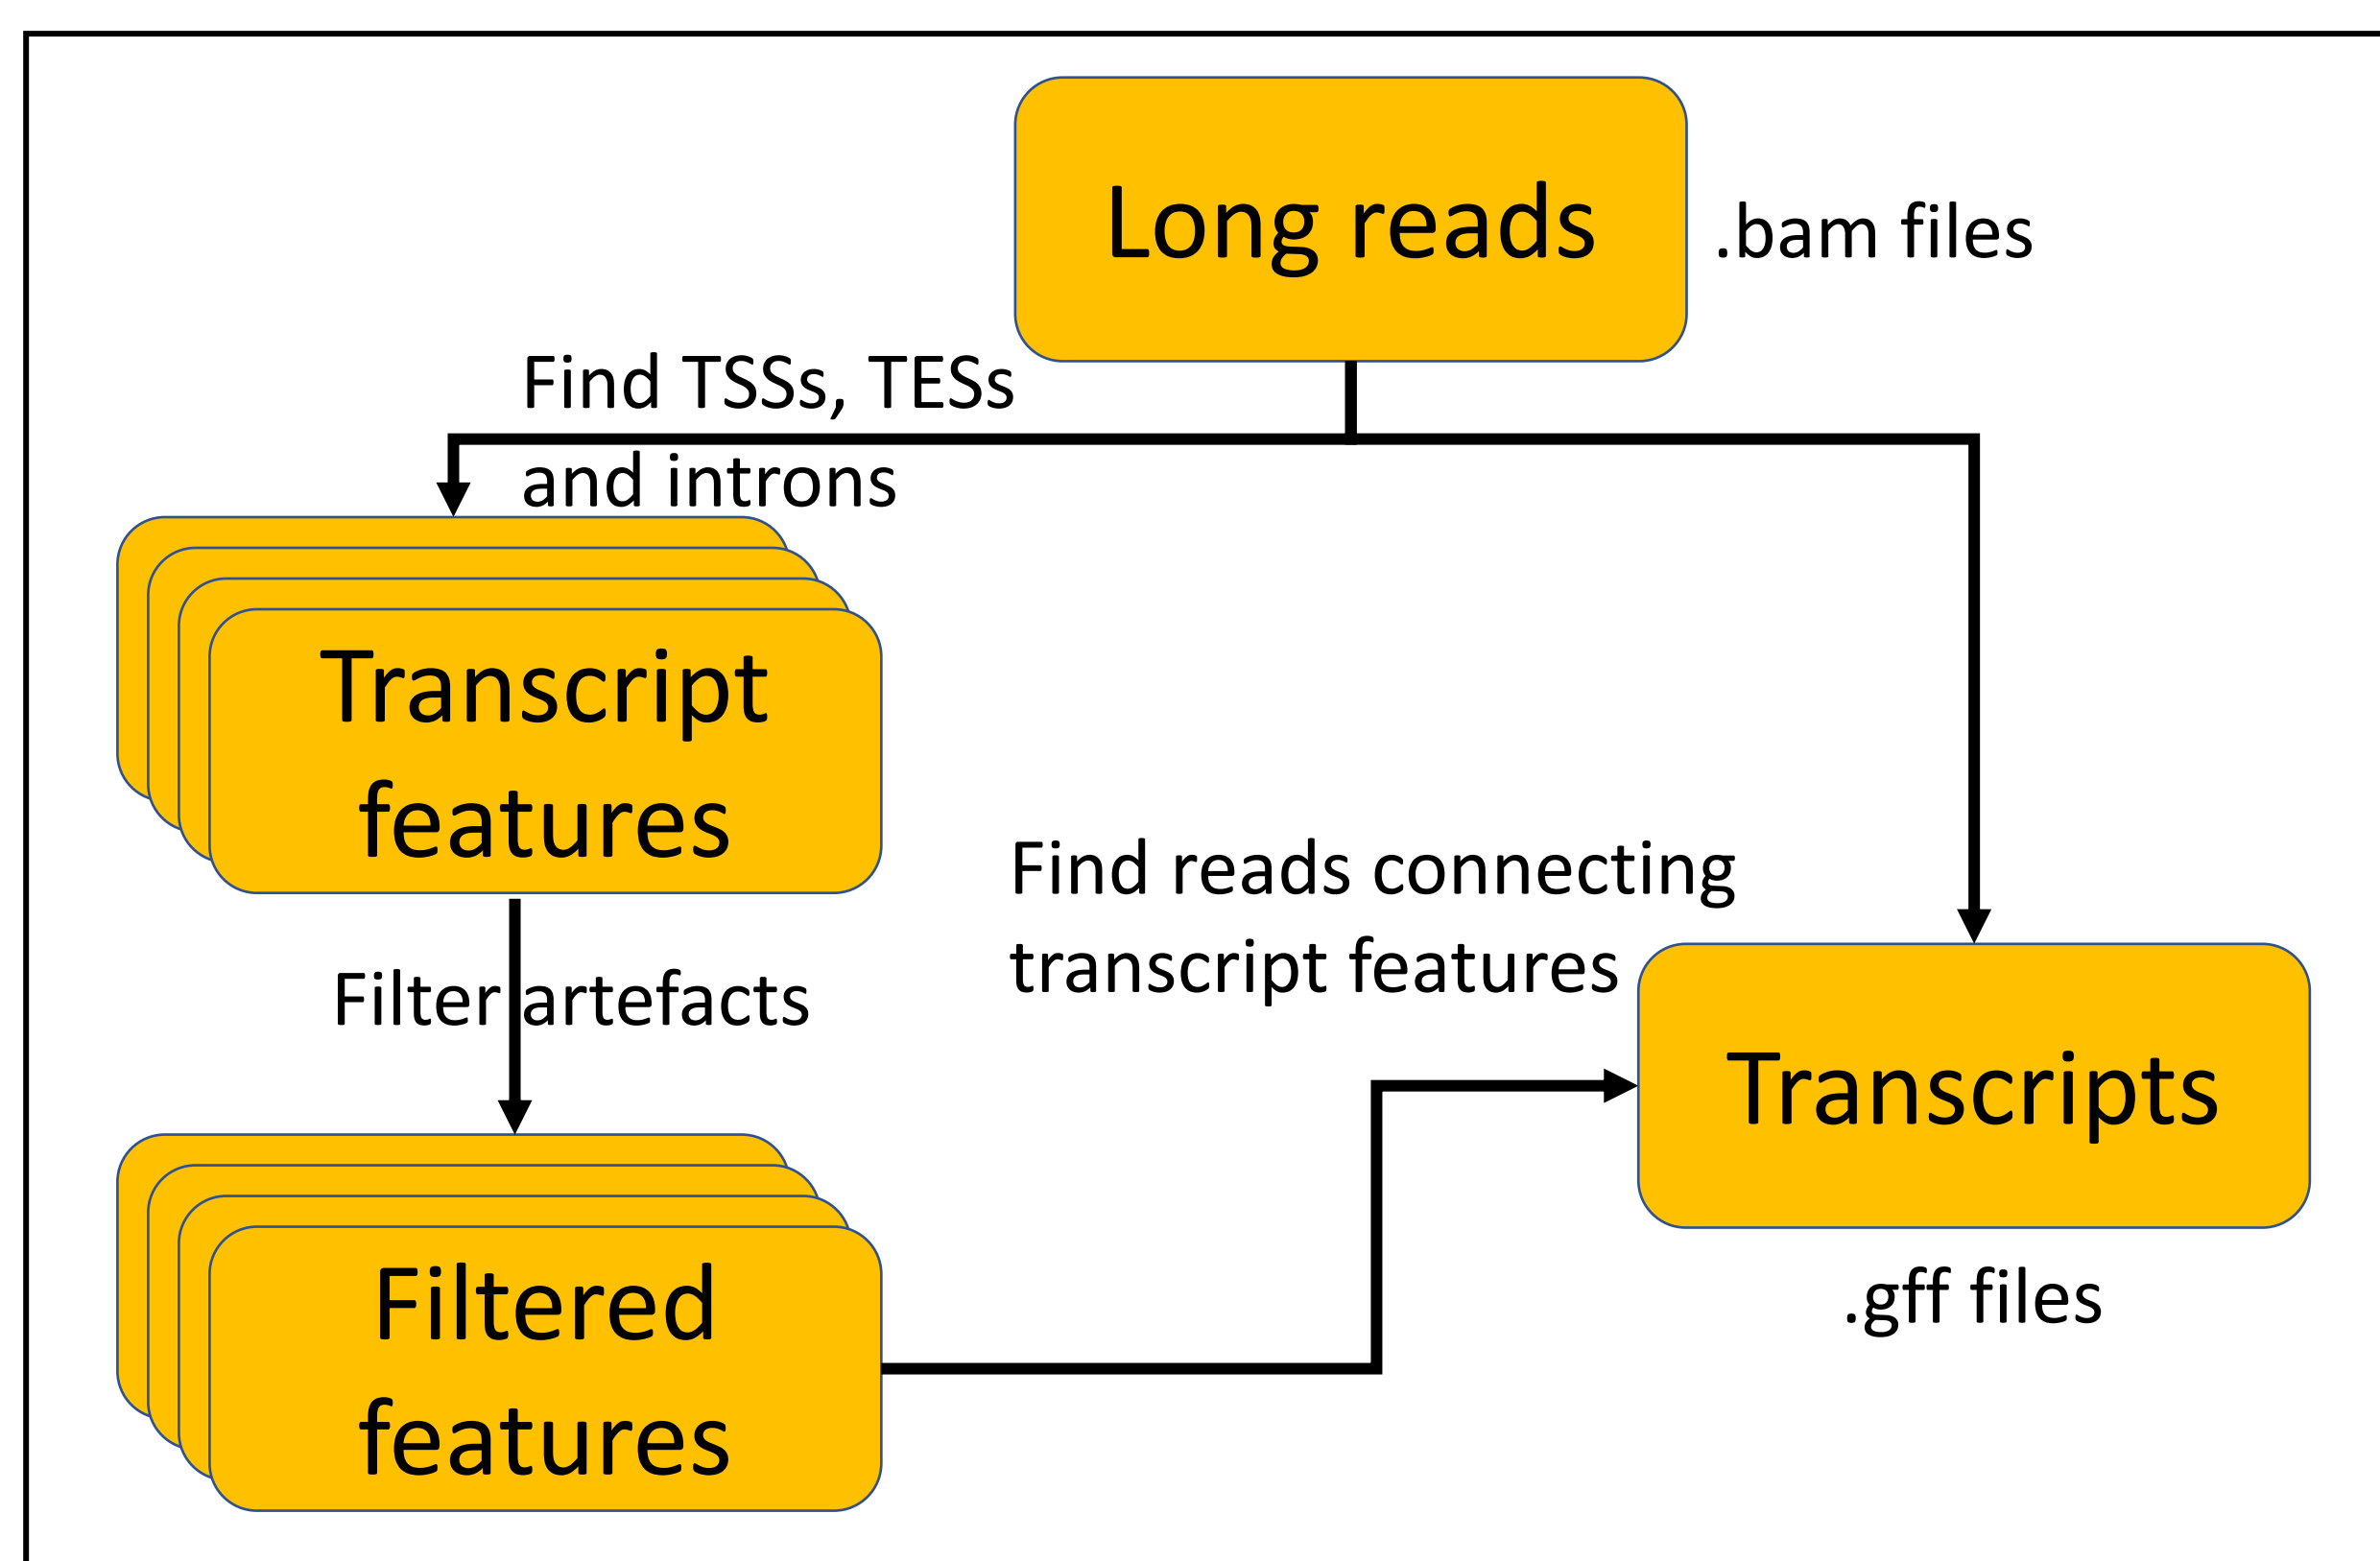 Long reads
.bam files
Find TSSs, TESs
and introns
Transcript
features
Find reads connecting
transcript features
Filter artefacts
Transcripts
.gff files
Filtered
features